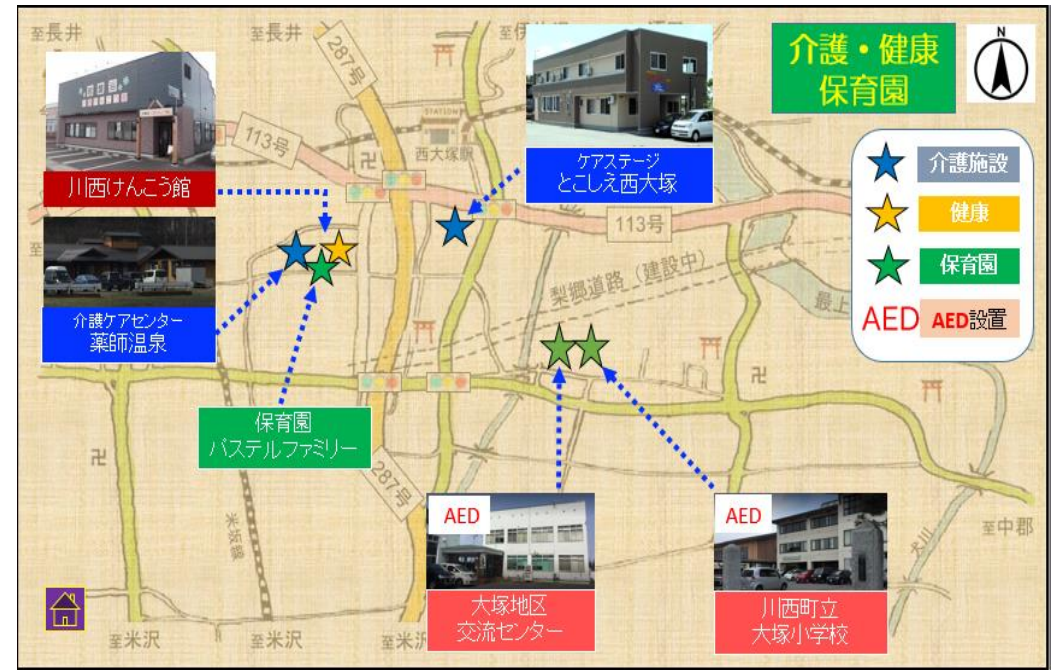 至長井
至長井
287号
至伊
介護・健康
保育園
N
113号
STATION
西大塚駅
川西けんこう館
ケアステージ
とこしえ西大塚
介護施設
健康
保育園
AED AED設置
113号
梨郷道路(建設中)
最上
至
介護ケアセンター
薬師温泉
保育園
パステルファミリー
287号
米坂線
AED
AED
至中郡
大塚地区
交流センター
川西町立
大塚小学校
至米沢
至米沢
至米沢